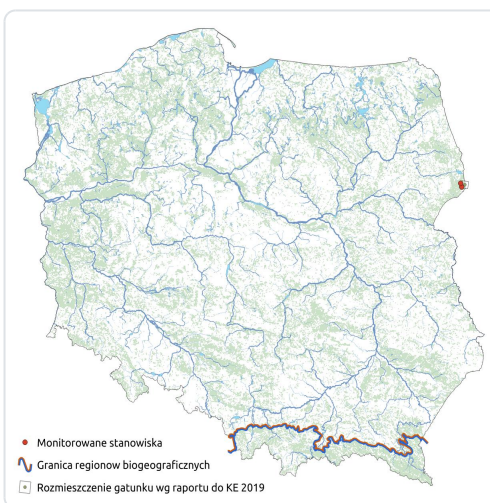 Monitorowane stanowiska
Granica regionow biogeograficznych
Rozmieszczenie gatunku wg raportu do KE 2019